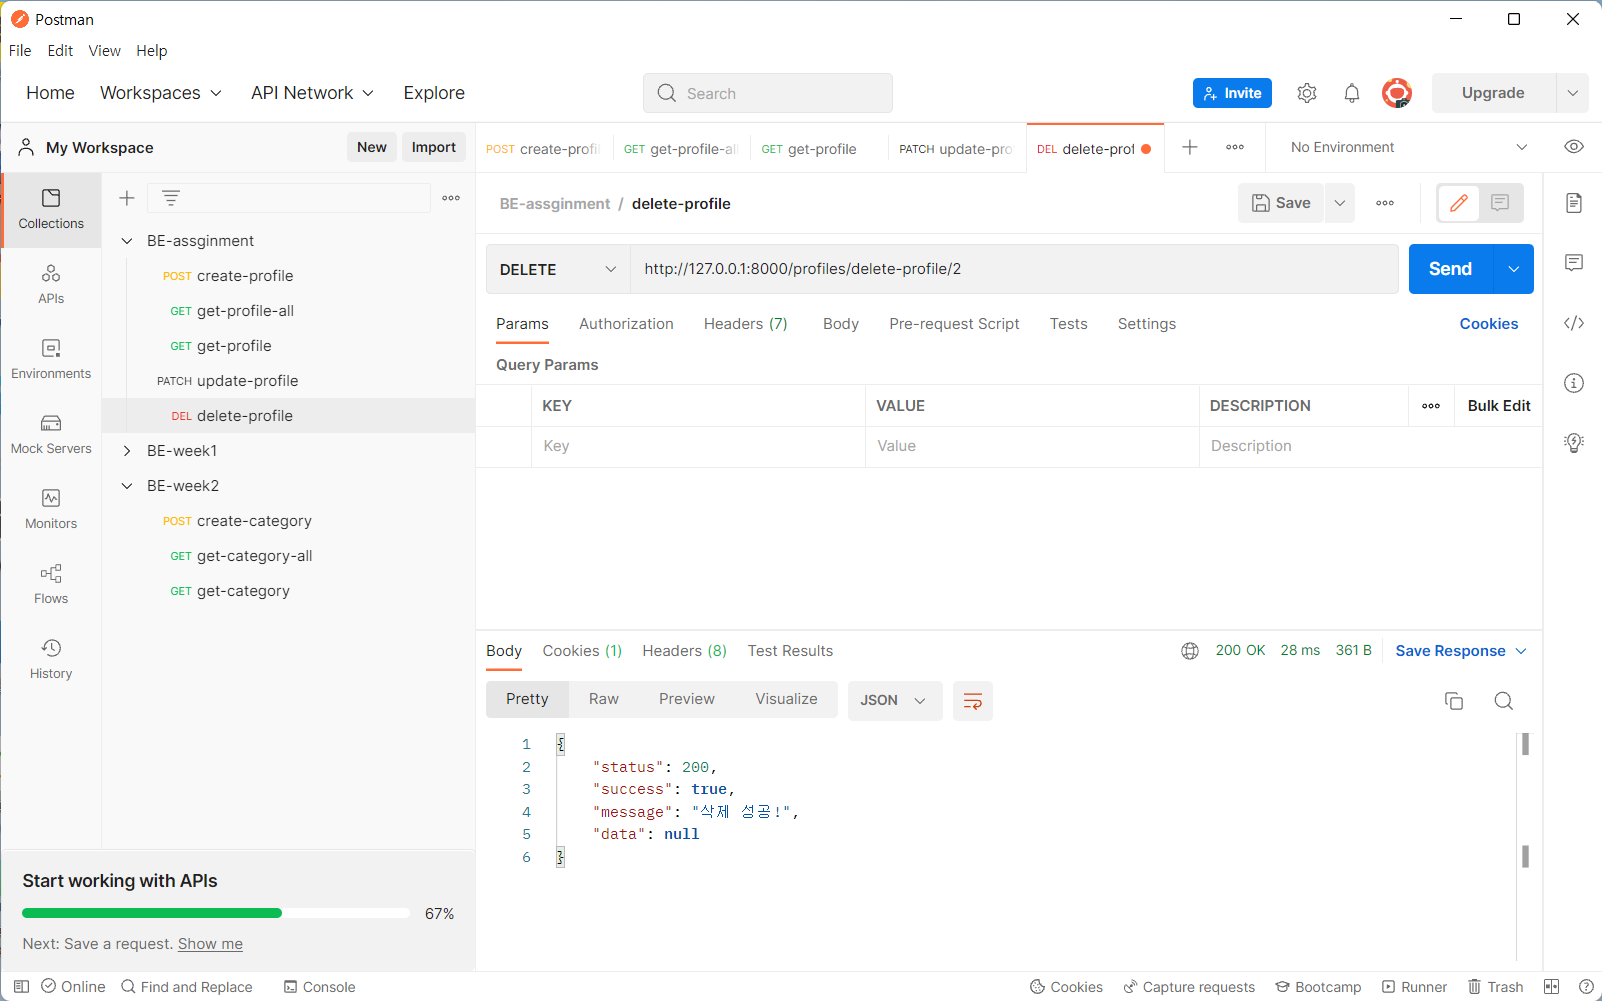 Postman
File Edit View Help
Home Workspaces API Network Explore Search Invite Upgrade
My Workspace New Import
POST create-profi GET get-profile-al GET get-profile PATCH update-pro DEL delete-prof No Environment
Collections
APIs
Environments
Mock Servers
Monitors
Flows
History
BE-assginment
POST create-profile
GET get-profile-all
GET get-profile
PATCH update-profile
DEL delete-profile
BE-week1
BE-week2
POST create-category
GET get-category-all
GET get-category
Start working with APIs
67%
Next: Save a request. Show me
BE-assginment / delete-profile Save
DELETE http://127.0.0.1:8000/profiles/delete-profile/2 Send
Params Authorization Headers (7) Body Pre-request Script Tests Settings Cookies
Query Params
KEY VALUE DESCRIPTION Bulk Edit
Key Value Description
Body Cookies (1) Headers (8) Test Results 200 OK 28 ms 361 B Save Response
Pretty Raw Preview Visualize JSON
1 {
2 "status": 200,
3 "success": true,
4 "message": "삭제 성공!",
5 "data": null
6 }
Online Find and Replace Console Cookies Capture requests Bootcamp Runner Trash